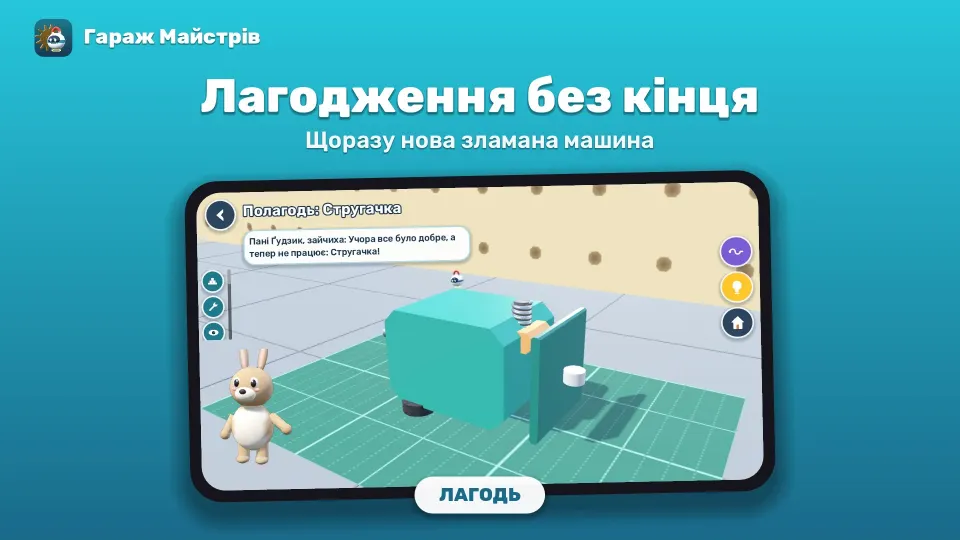 Гараж Майстрів
Лагодження без кінця
Щоразу нова зламана машина
Полагодь: Стругачка
Пані Ґудзик, зайчиха: Учора все було добре, а
тепер не працює: Стругачка!
ЛАГОДЬ